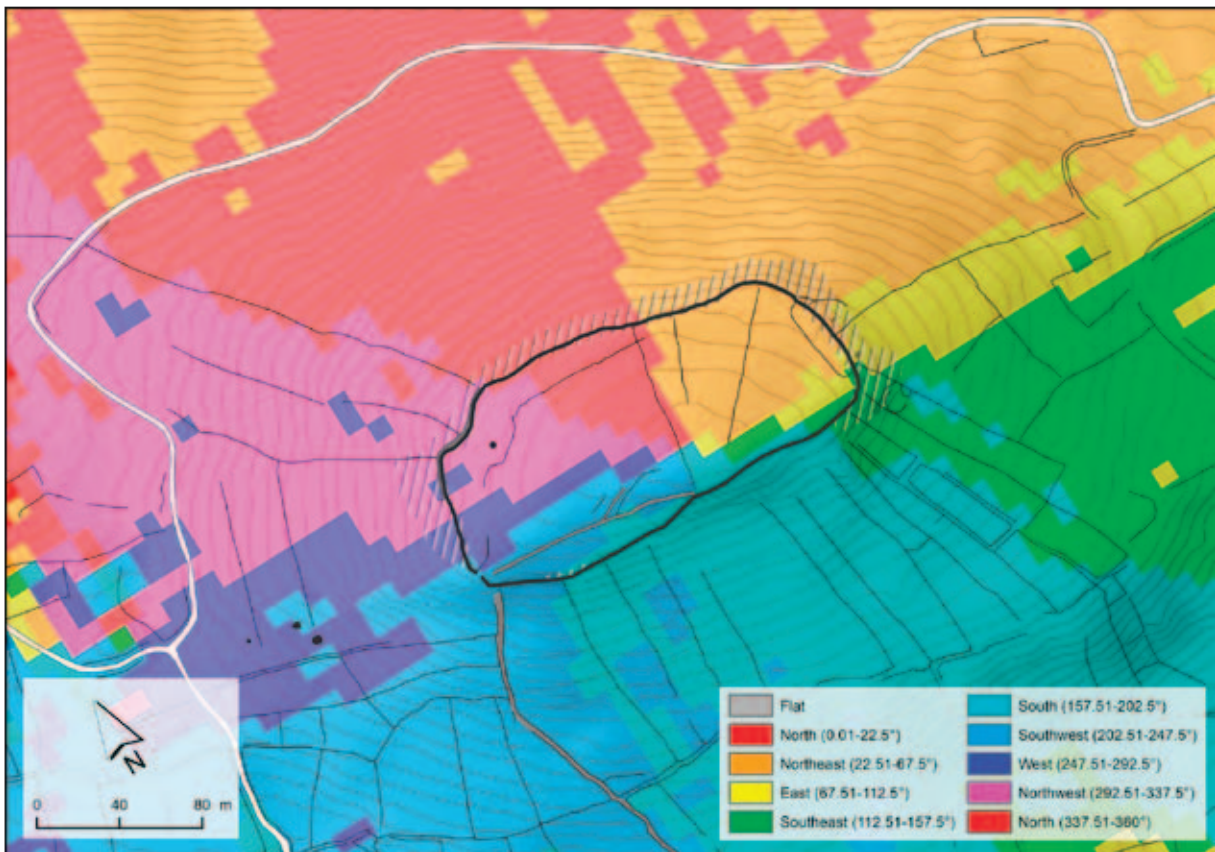 Flat
North (0.01-22.5°)
Northeast (22.51-67.5°)
East (67.51-112.5°)
Southeast (112.51-157.5°)
South (157.51-202.5°)
Southwest (202.51-247.5°)
West (247.51-292.5°)
Northwest (292.51-337.5°)
North (337.51-360°)
N
0 40 80 m